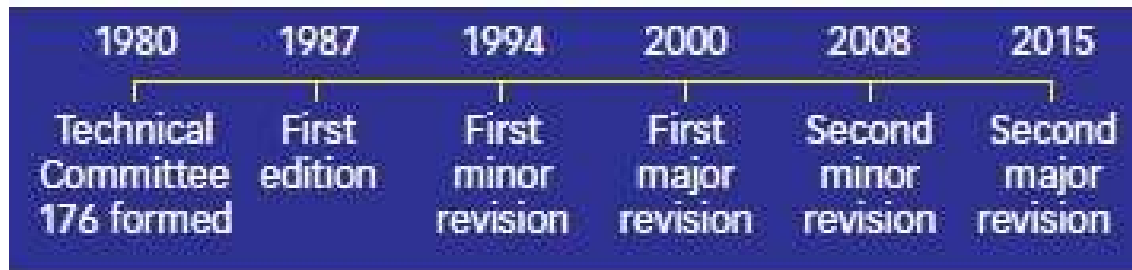 1980 1987 1994 2000 2008 2015
Technical First First First Second Second
Committee edition minor major minor major
176 formed revision revision revision revision